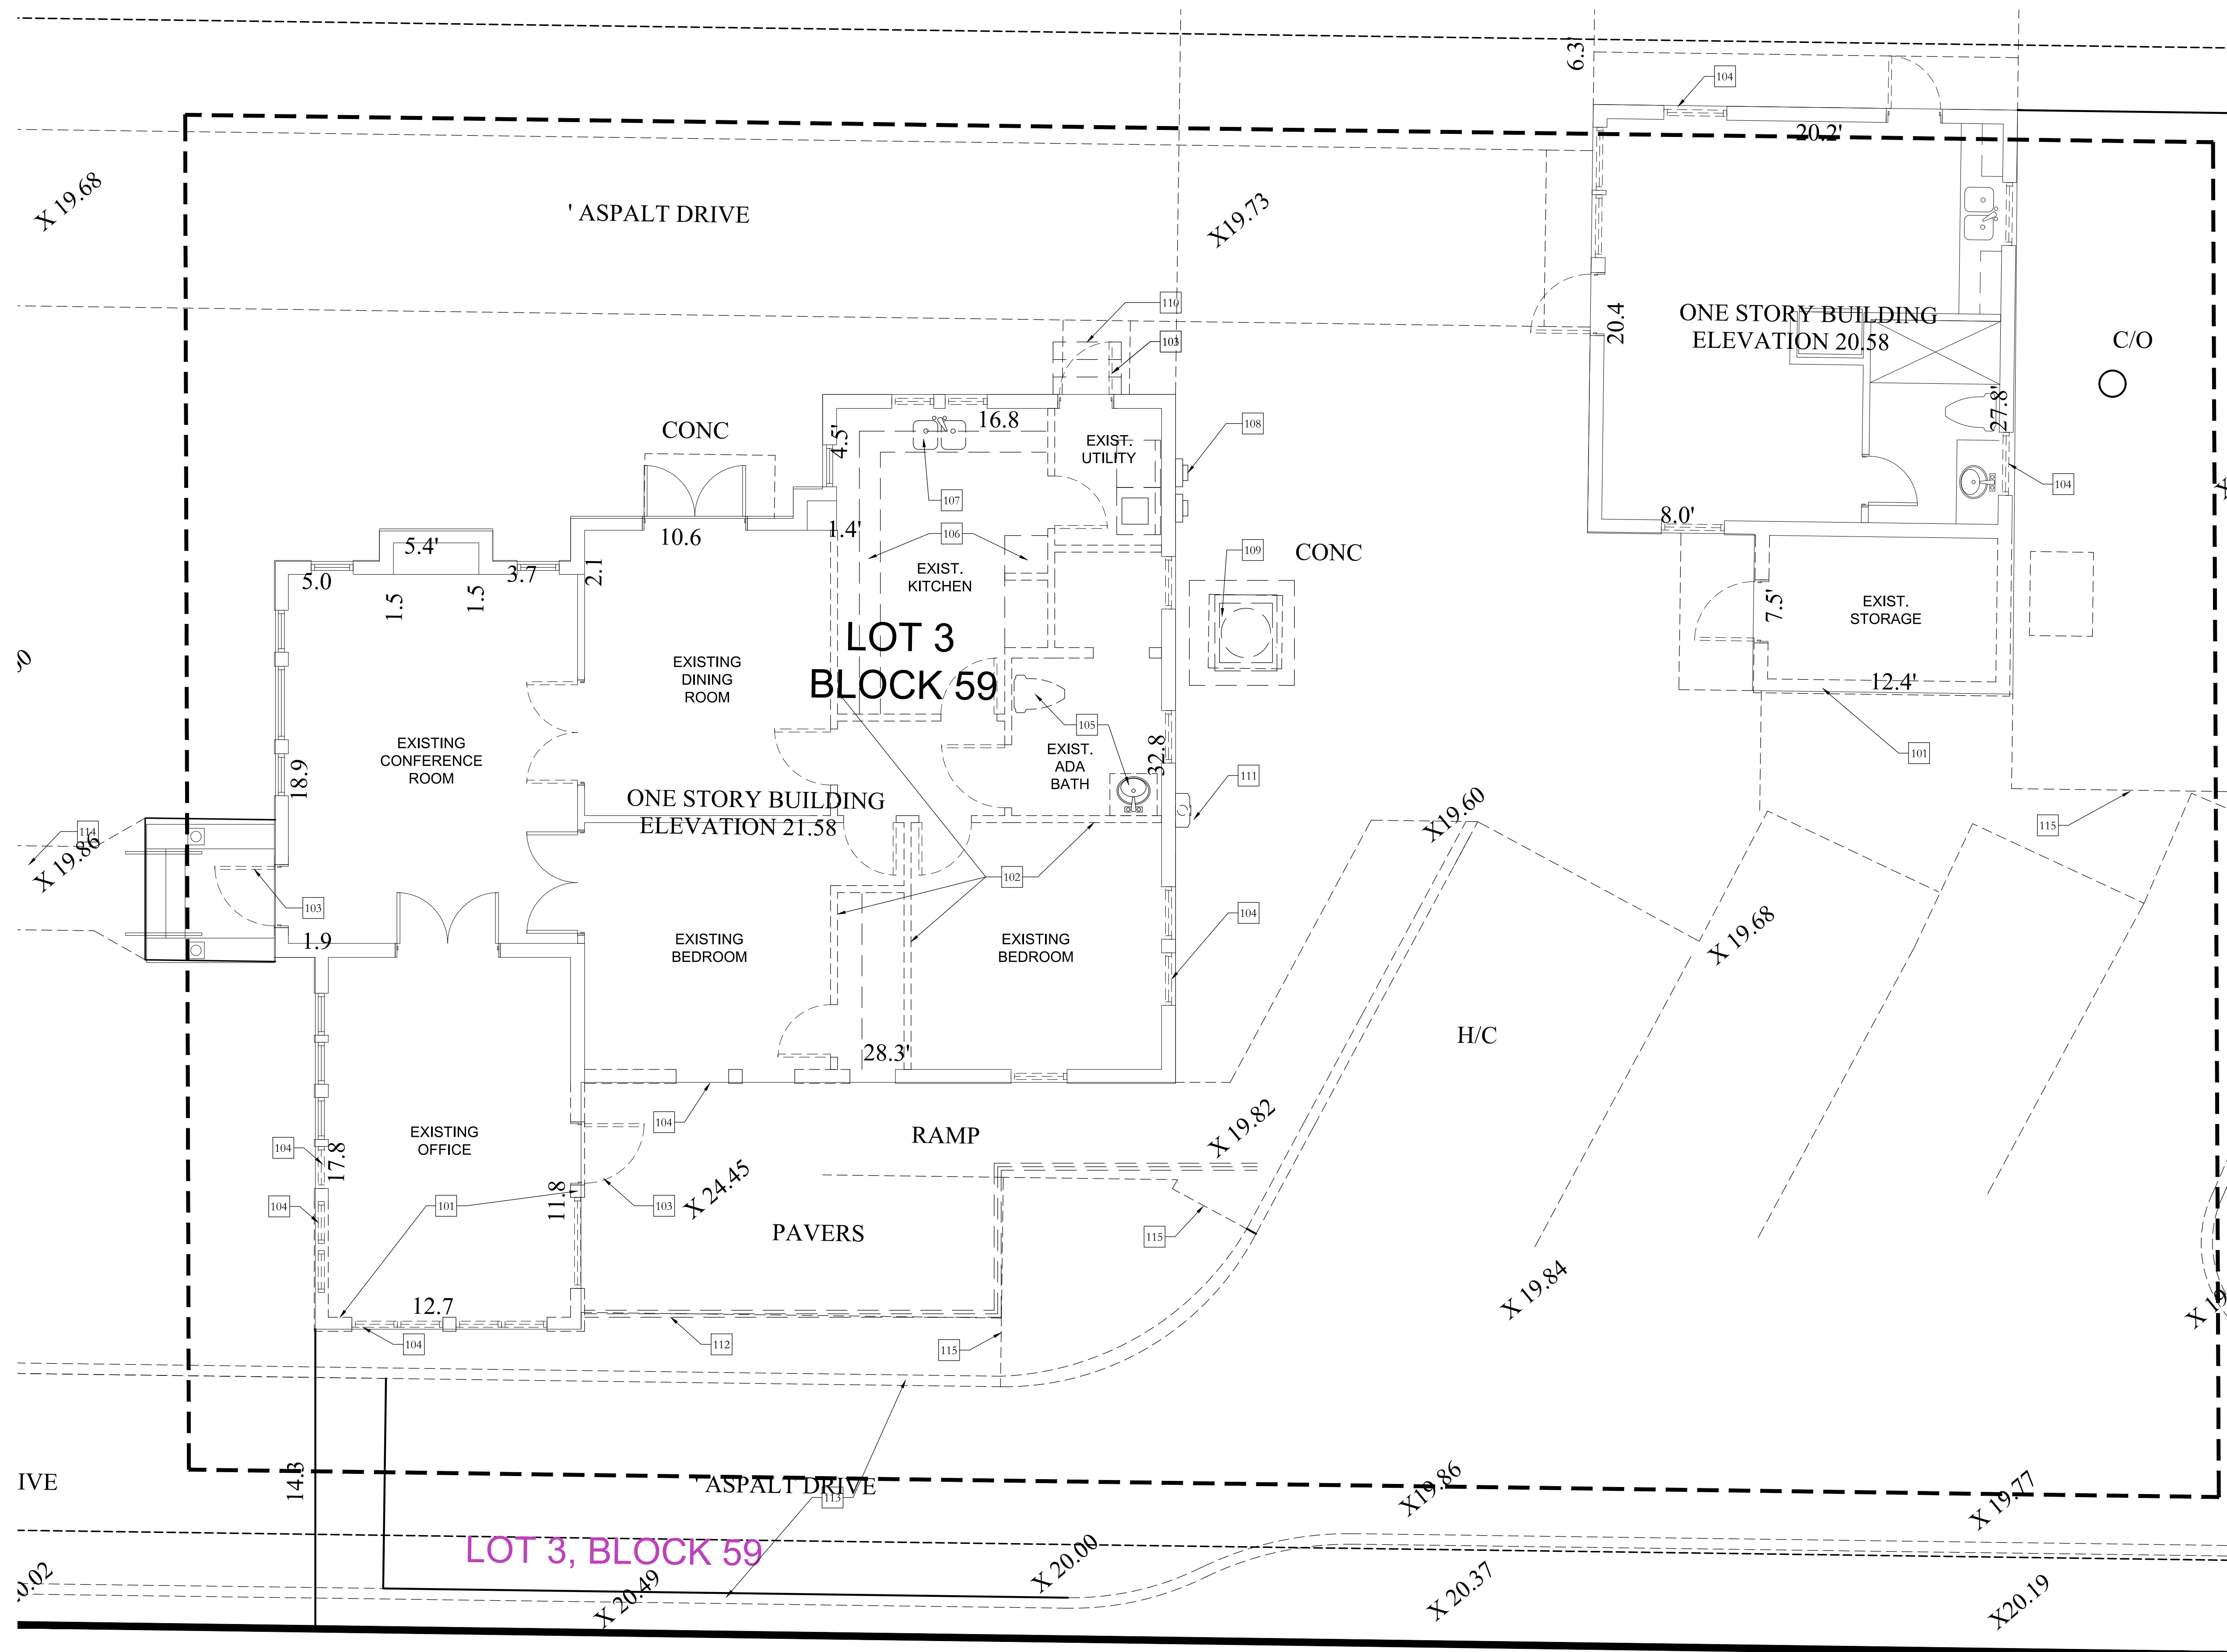 6.3'
104
20.2'
X 19.68
' ASPALT DRIVE
X19.73
110
103
20.4
ONE STORY BUILDING
ELEVATION 20.58
C/O
CONC
4.5'
16.8
EXIST.
UTILITY
108
27.8'
107
104
5.4'
10.6
1.4'
106
8.0'
5.0
3.7
2.1
1.5
1.5
EXIST.
KITCHEN
109
CONC
7.5'
EXIST.
STORAGE
LOT 3
BLOCK 59
EXISTING
DINING
ROOM
12.4'
105
EXISTING
CONFERENCE
ROOM
EXIST.
ADA
BATH
32.8
101
18.9
111
ONE STORY BUILDING
ELEVATION 21.58
X19.60
114
X 19.86
115
102
103
104
1.9
EXISTING
BEDROOM
EXISTING
BEDROOM
X 19.68
H/C
28.3'
104
EXISTING
OFFICE
RAMP
X 19.82
104
17.8
104
101
11.8
103
X 24.45
PAVERS
115
X 19.84
12.7
104
112
115
IVE
14.3
' ASPALT DRIVE
113
X19.86
X 19.77
LOT 3, BLOCK 59
X 20.49
X 20.00
X 20.37
X20.19